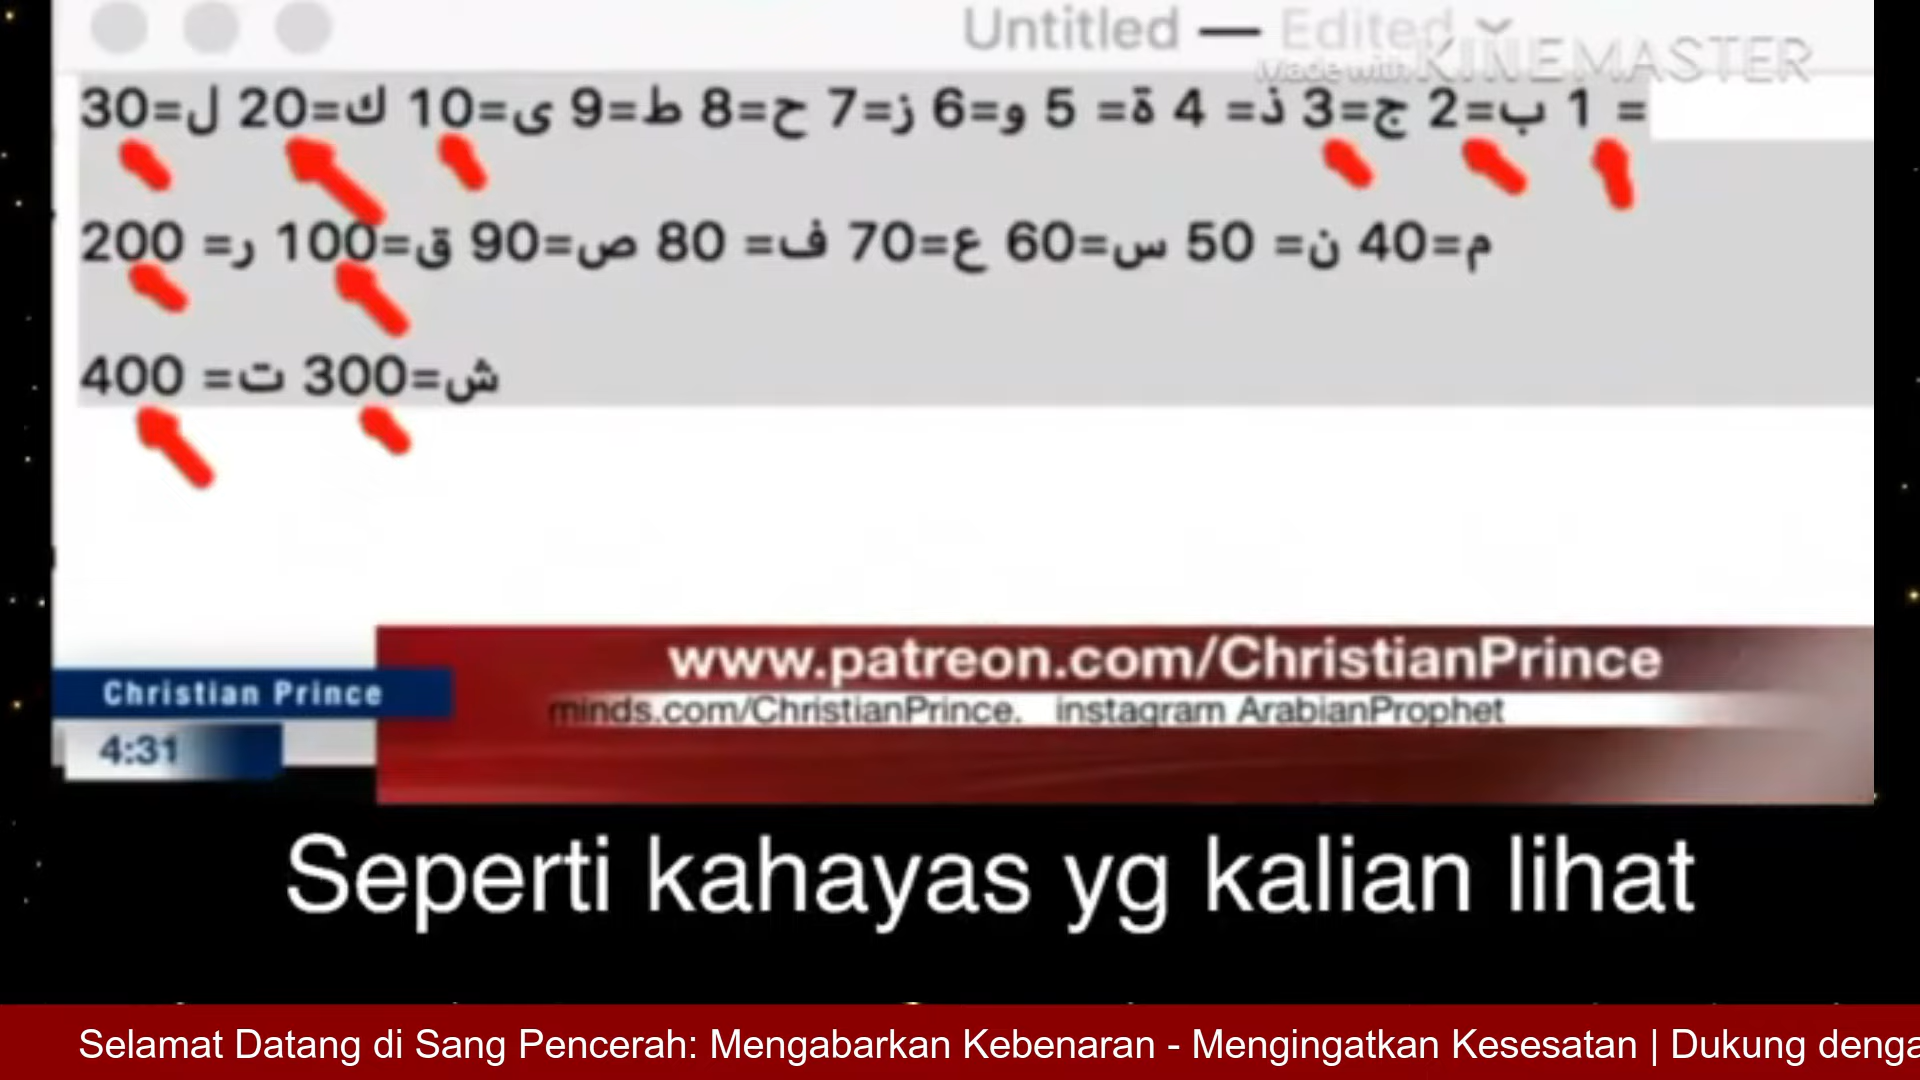 Untitled — Edited
Made with KINEMASTER
= 1 ب=2 ج=3 ذ= 4 ة= 5 و=6 ز=7 ح=8 ط=9 ى=10 ك=20 ل=30
م=40 ن= 50 س=60 ع=70 ف= 80 ص=90 ق=100 ر= 200
ش=300 ت= 400
www.patreon.com/ChristianPrince
Christian Prince
minds.com/ChristianPrince. instagram ArabianProphet
4:31
Seperti kahayas yg kalian lihat
Selamat Datang di Sang Pencerah: Mengabarkan Kebenaran - Mengingatkan Kesesatan | Dukung denga